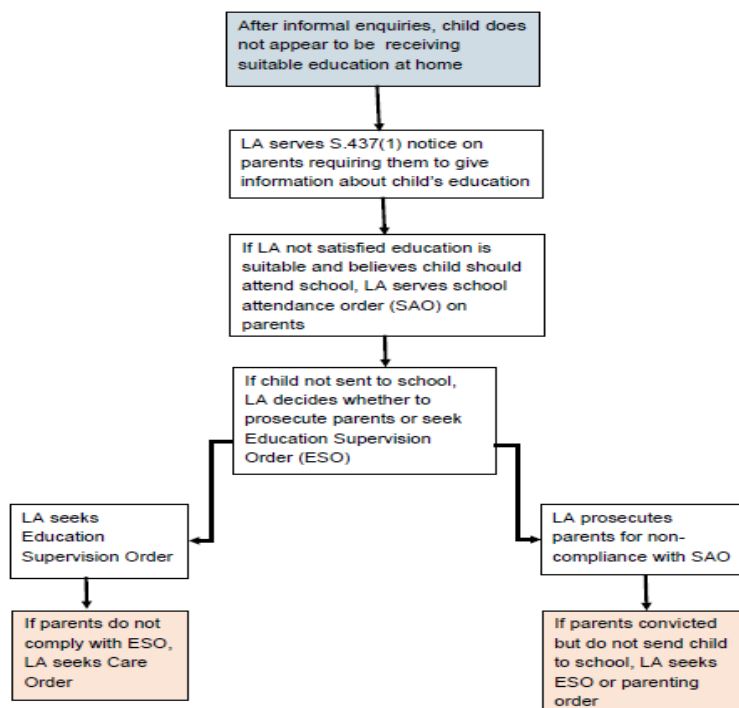 After informal enquiries, child does
not appear to be receiving
suitable education at home
LA serves S.437(1) notice on
parents requiring them to give
information about child's education
If LA not satisfied education is
suitable and believes child should
attend school, LA serves school
attendance order (SAO) on
parents
If child not sent to school,
LA decides whether to
prosecute parents or seek
Education Supervision
Order (ESO)
LA seeks
Education
Supervision Order
LA prosecutes
parents for non-
compliance with SAO
If parents do not
comply with ESO,
LA seeks Care
Order
If parents convicted
but do not send child
to school, LA seeks
ESO or parenting
order